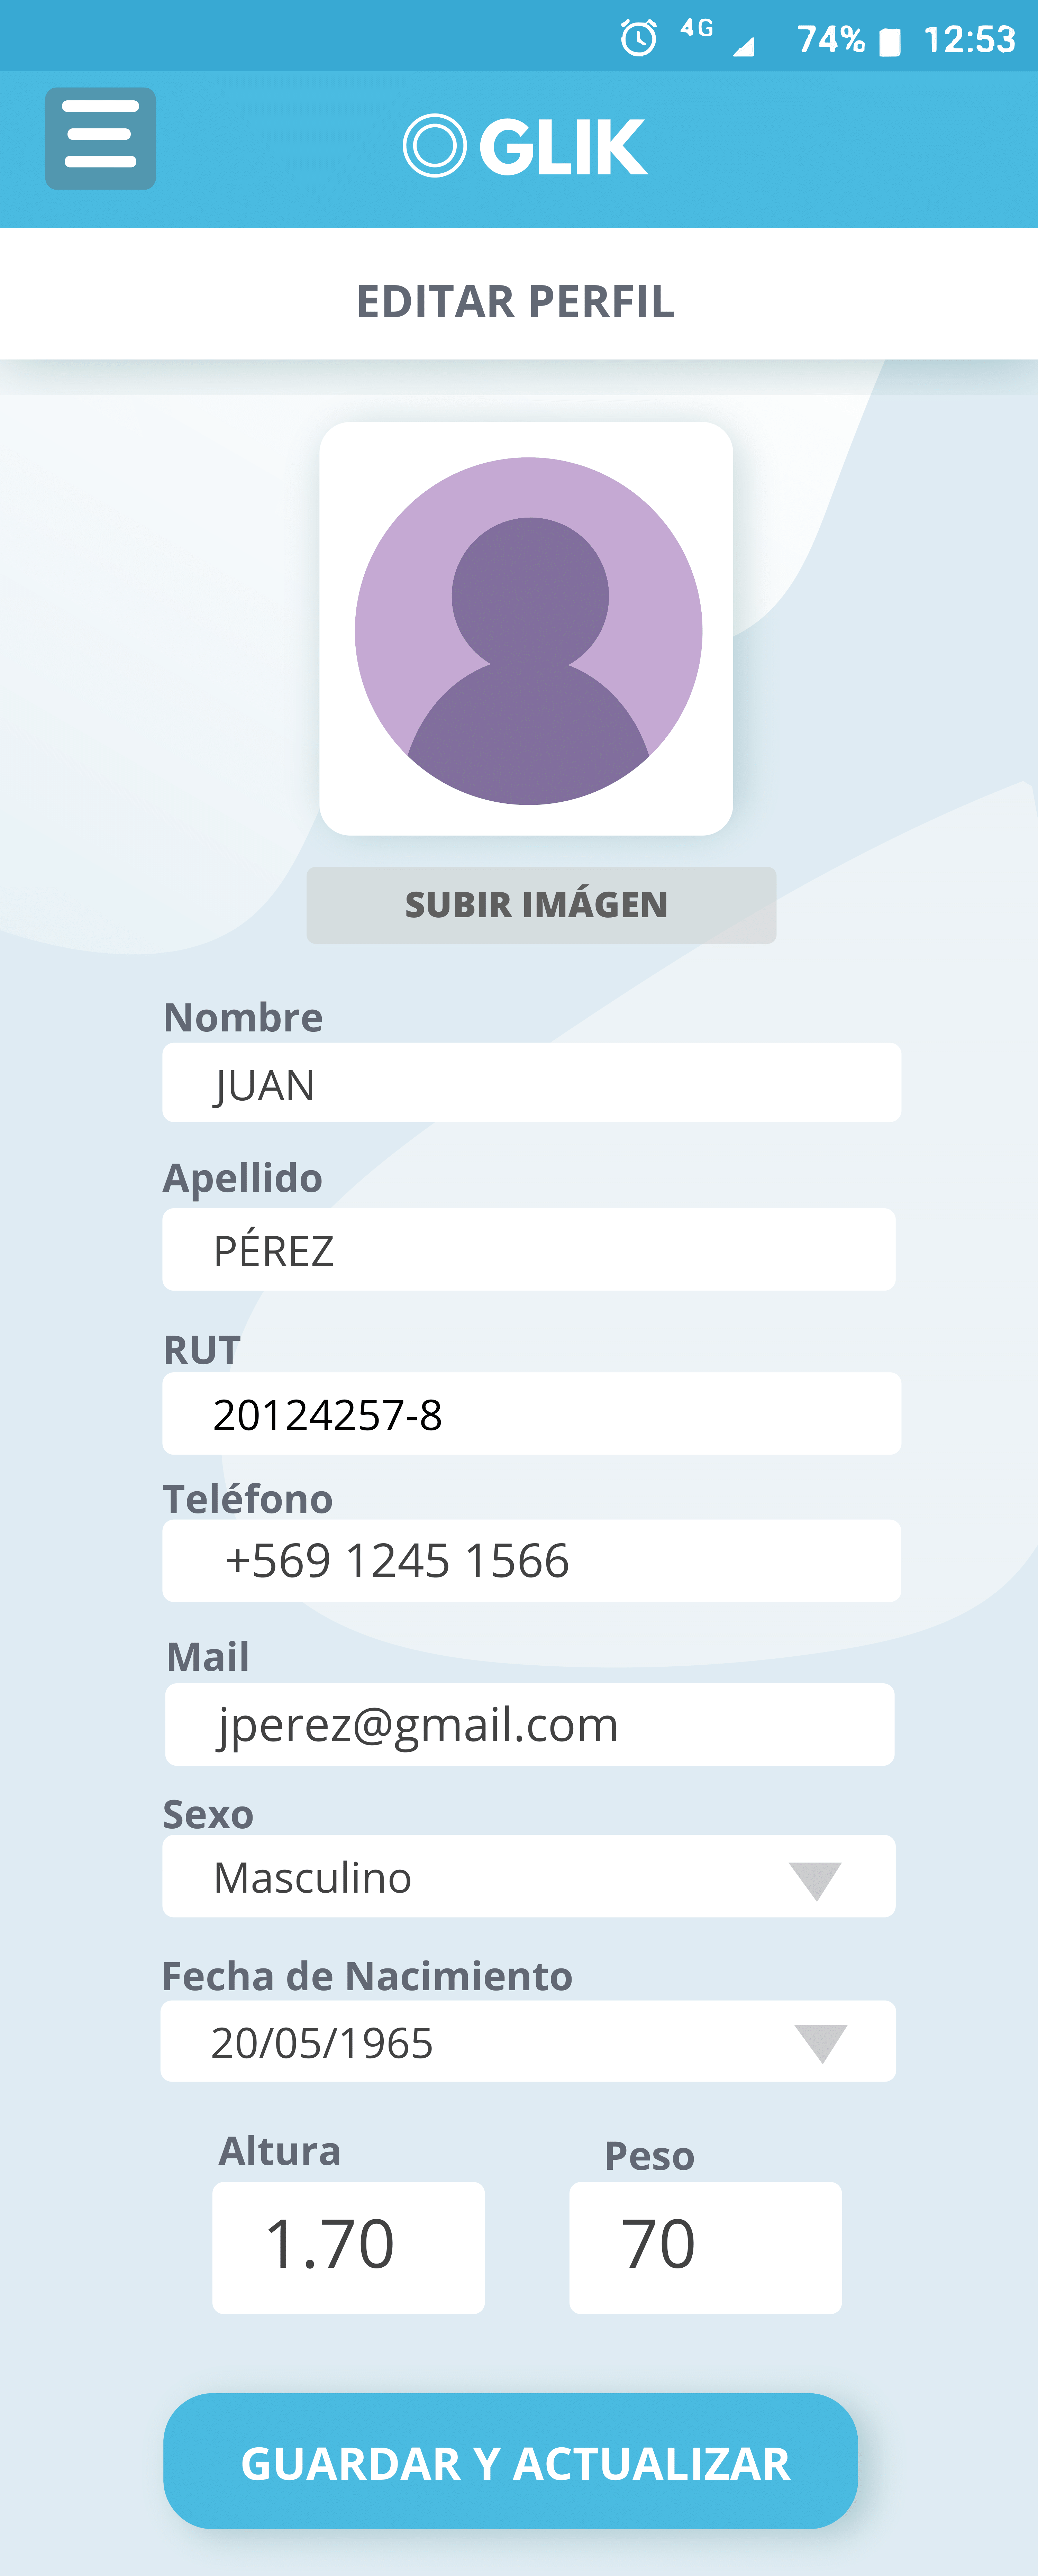 4G 74% 12:53
GLIK
EDITAR PERFIL
SUBIR IMÁGEN
Nombre
JUAN
Apellido
PÉREZ
RUT
20124257-8
Teléfono
+569 1245 1566
Mail
jperez@gmail.com
Sexo
Masculino
Fecha de Nacimiento
20/05/1965
Altura
1.70
Peso
70
GUARDAR Y ACTUALIZAR